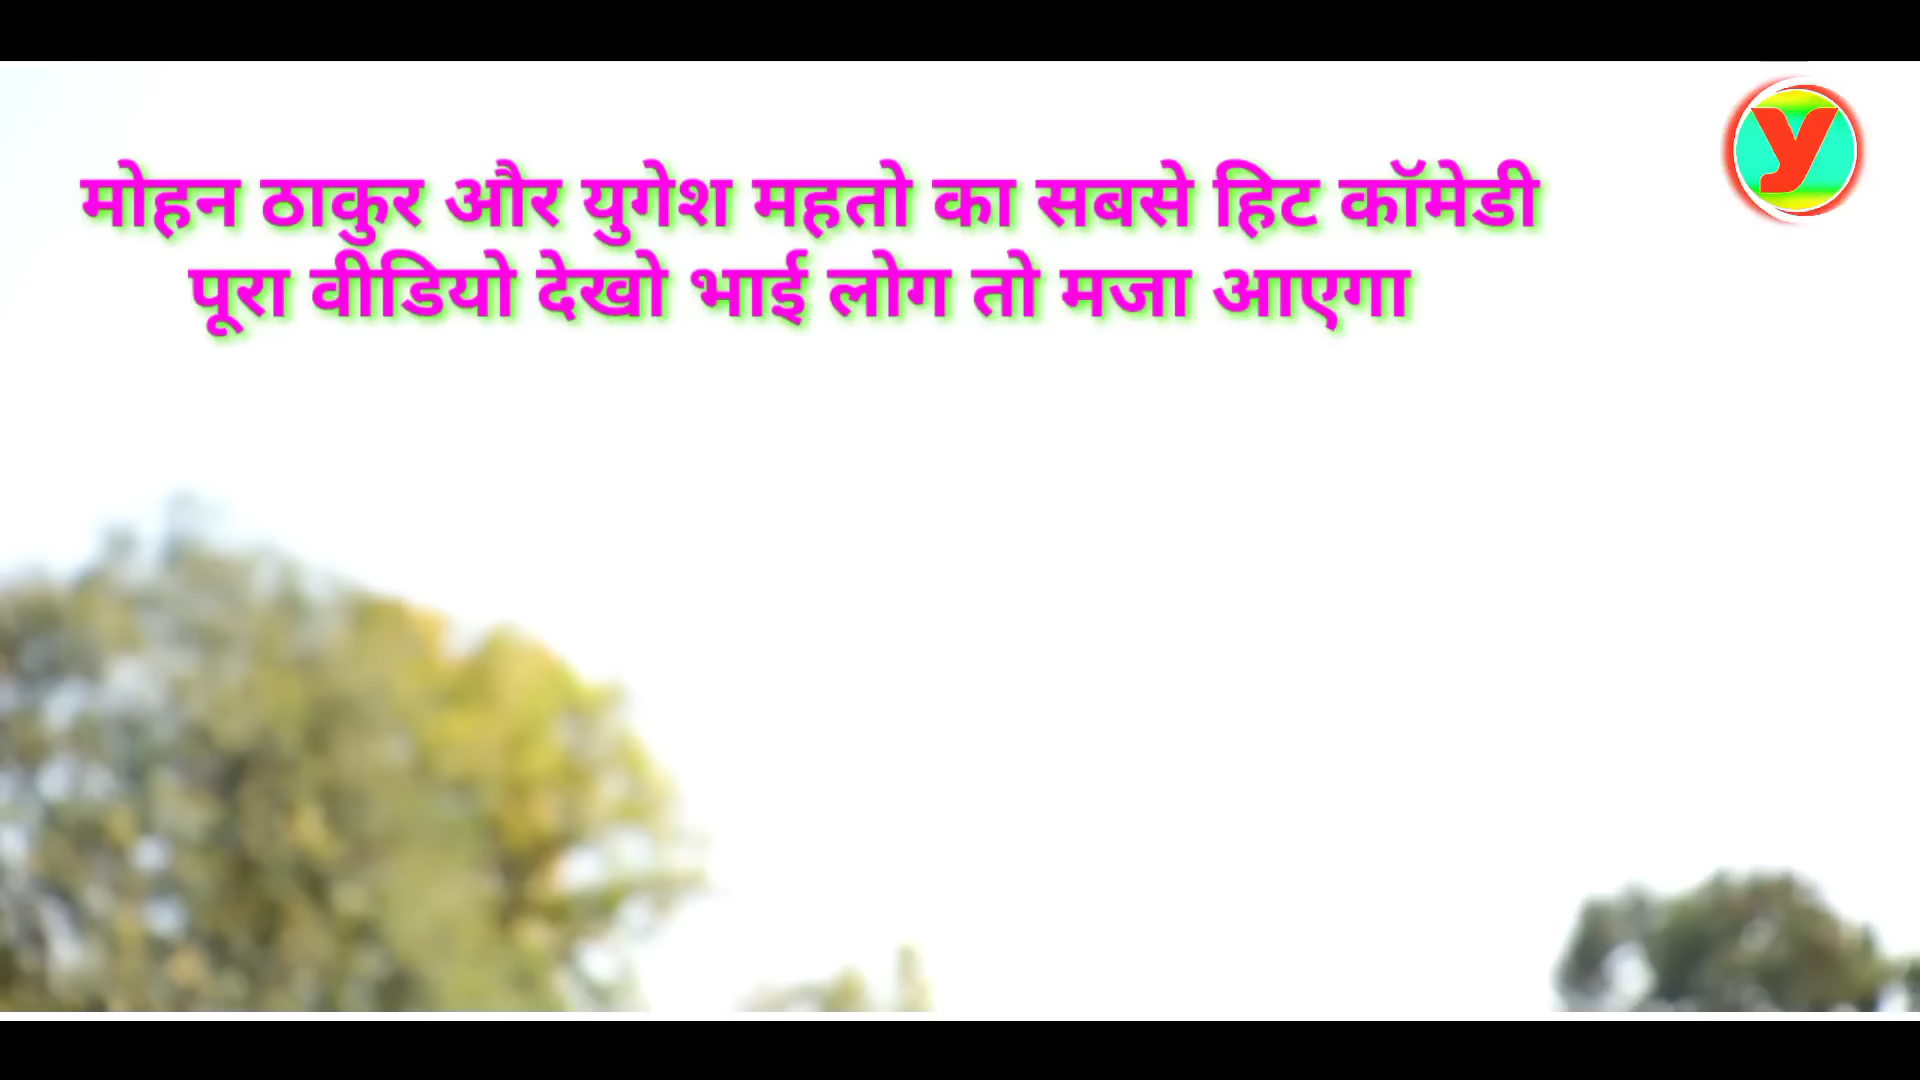 मोहन ठाकुर और युगेश महतो का सबसे हिट कॉमेडी
पूरा वीडियो देखो भाई लोग तो मजा आएगा
y